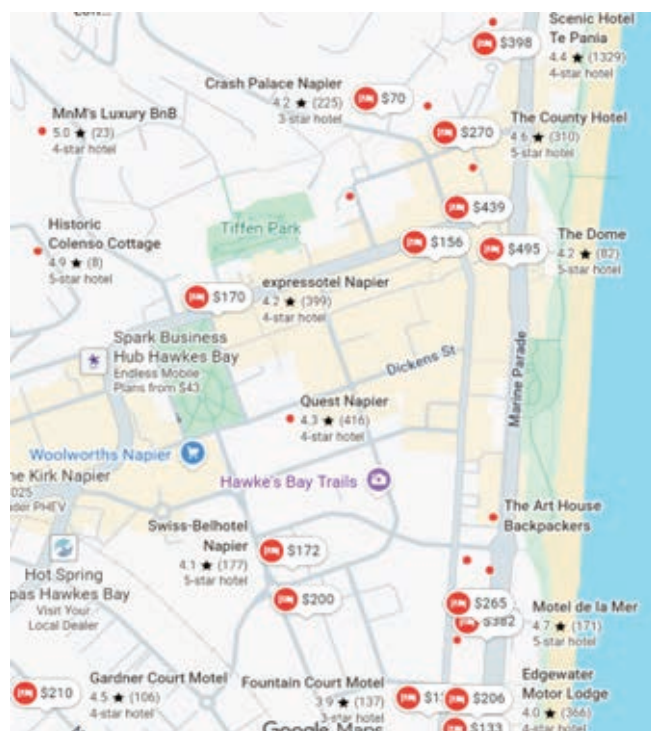 Scenic Hotel
Te Pania
$398
4.4 ★ (1329)
4-star hotel
Crash Palace Napier
4.2 ★ (225)
3-star hotel
$70
MnM's Luxury BnB
5.0 ★ (23)
4-star hotel
The County Hotel
$270
4.6 ★ (310)
5-star hotel
$439
Tiffen Park
Historic
Colenso Cottage
4.9 ★ (8)
5-star hotel
$156
$495
The Dome
4.2 ★ (82)
5-star hotel
$170
expressotel Napier
4.2 ★ (399)
4-star hotel
Spark Business
Hub Hawkes Bay
Endless Mobile
Plans from $43
Dickens St
Marine Parade
Quest Napier
4.3 ★ (416)
4-star hotel
Woolworths Napier
Hawke's Bay Trails
ne Kirk Napier
2025
der PHEV
The Art House
Backpackers
Swiss-Belhotel
Napier
4.1 ★ (177)
5-star hotel
$172
Hot Spring
pas Hawkes Bay
Visit Your
Local Dealer
$200
$265
$382
Motel de la Mer
4.7 ★ (171)
5-star hotel
$210
Gardner Court Motel
4.5 ★ (106)
4-star hotel
Fountain Court Motel
3.9 ★ (137)
3-star hotel
$206
$133
Edgewater
Motor Lodge
4.0 ★ (366)
4-star hotel
Google Maps